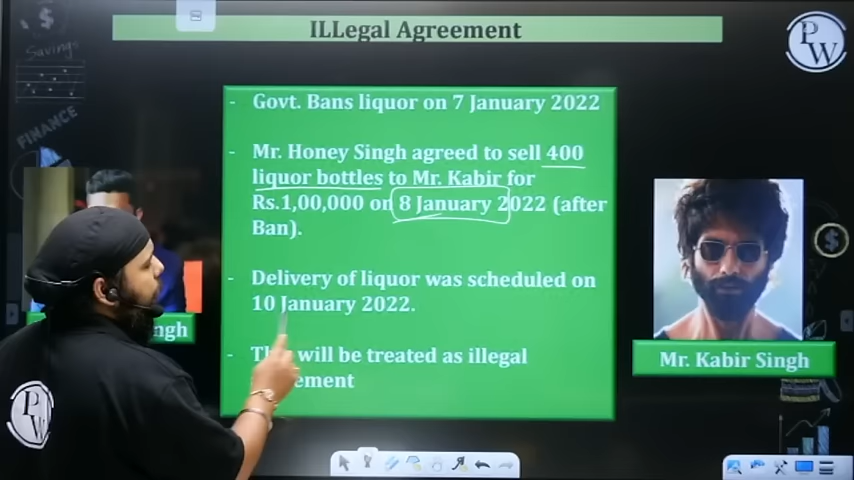 ILLegal Agreement
Savings
FINANCE
P
W
- Govt. Bans liquor on 7 January 2022
- Mr. Honey Singh agreed to sell 400
liquor bottles to Mr. Kabir for
Rs.1,00,000 on 8 January 2022 (after
Ban).
- Delivery of liquor was scheduled on
10 January 2022.
- will be treated as illegal
Mr. Kabir Singh
P
W